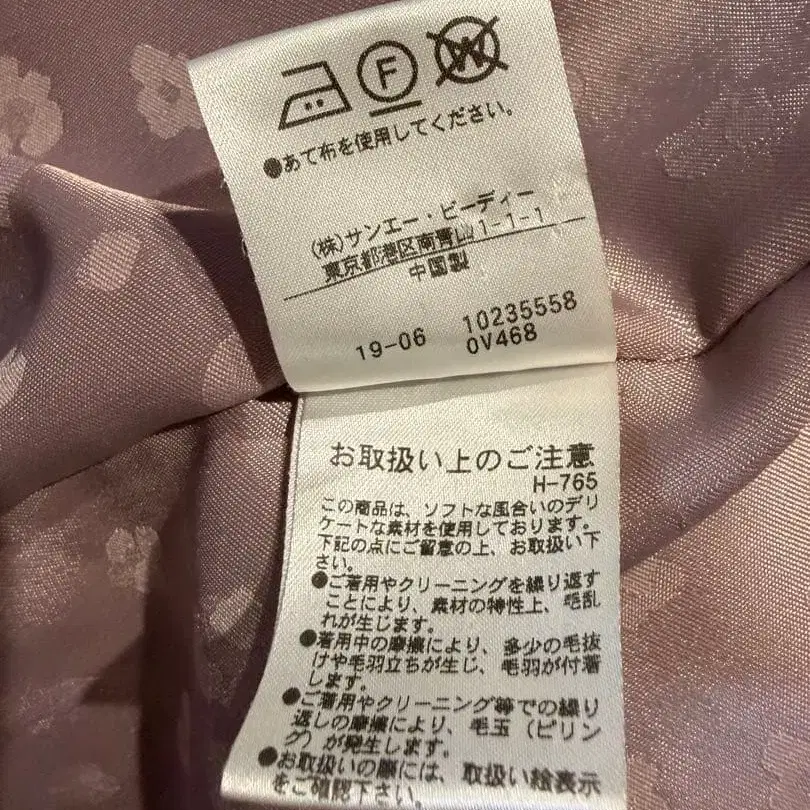 F
W
●あて布を使用してください。
(株)サンエー・ビーディー
東京都港区南青山1-1-1
中国製
19-06 10235558
0V468
お取扱い上のご注意
H-765
この商品は、ソフトな風合いのデリ
ケートな素材を使用しております。
下記の点にご留意の上、お取扱い下
さい。
●ご着用やクリーニングを繰り返す
ことにより、素材の特性上、毛乱
れが生じます。
●着用中の摩擦により、多少の毛抜
けや毛羽立ちが生じ、毛羽が付着
します。
●ご着用やクリーニング等での繰り
返しの摩擦により、毛玉(ピリン
グ)が発生します。
●お取扱いの際には、取扱い絵表示
をご確認下さい。